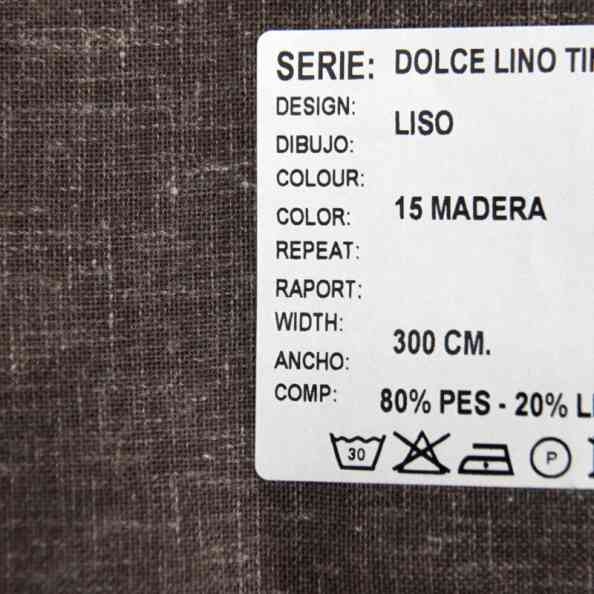 SERIE: DOLCE LINO
DESIGN:
LISO
DIBUJO:
COLOUR:
15 MADERA
COLOR:
REPEAT:
RAPORT:
WIDTH:
300 CM.
ANCHO:
COMP: 80% PES - 20%
30 P